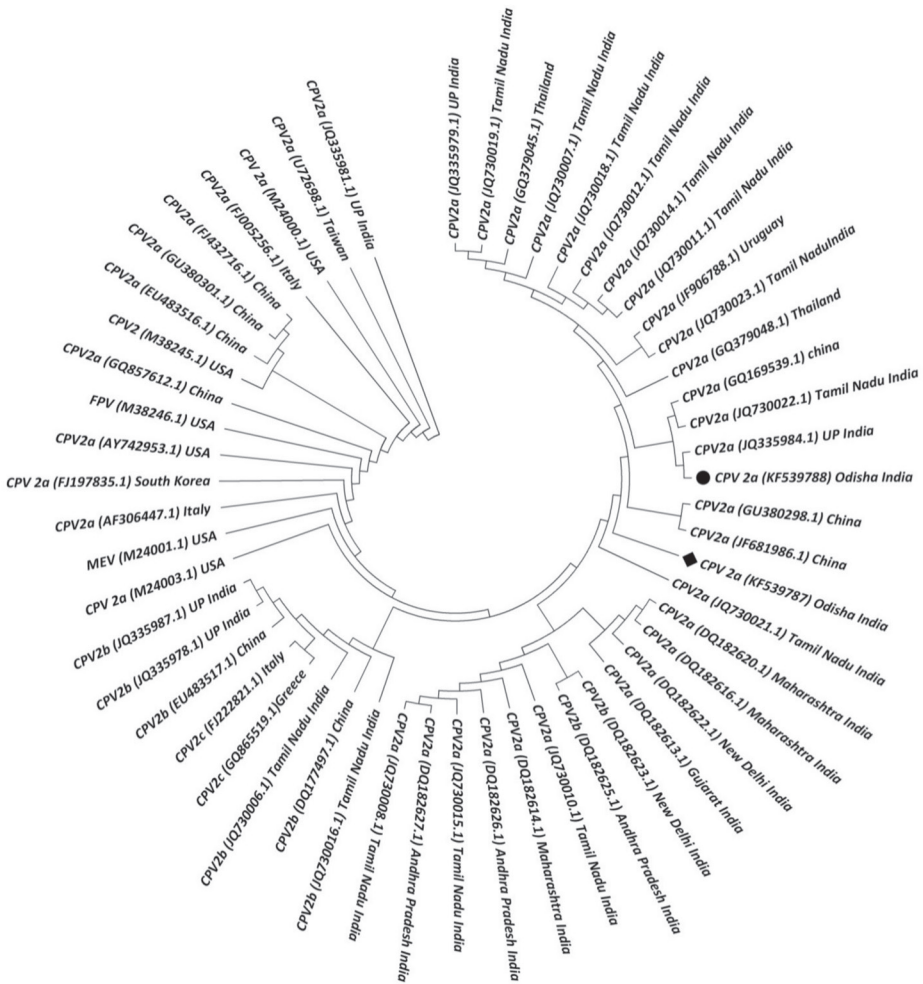 CPV2a (JQ335979.1) UP India
CPV2a (JQ730019.1) Tamil Nadu India
CPV2a (GQ379045.1) Thailand
CPV2a (JQ730007.1) Tamil Nadu India
CPV2a (JQ730018.1) Tamil Nadu India
CPV2a (JQ730012.1) Tamil Nadu India
CPV2a (JQ730014.1) Tamil Nadu India
CPV2a (JQ730011.1) Tamil Nadu India
CPV2a (JF906788.1) Uruguay
CPV2a (JQ730023.1) Tamil NaduIndia
CPV2a (GQ379048.1) Thailand
CPV2a (GQ169539.1) china
CPV2a (JQ730022.1) Tamil Nadu India
CPV2a (JQ335984.1) UP India
CPV 2a (KF539788) Odisha India
CPV2a (GU380298.1) China
CPV2a (JF681986.1) China
CPV 2a (KF539787) Odisha India
CPV2a (JQ730021.1) Tamil Nadu India
CPV2a (DQ182620.1) Maharashtra India
CPV2a (DQ182616.1) Maharashtra India
CPV2a (DQ182622.1) New Delhi India
CPV2a (DQ182613.1) Gujarat India
CPV2b (DQ182623.1) New Delhi India
CPV2b (DQ182625.1) Andhra Pradesh India
CPV2a (JQ730010.1) Tamil Nadu India
CPV2a (DQ182614.1) Maharashtra India
CPV2a (DQ182626.1) Andhra Pradesh India
CPV2a (JQ730015.1) Tamil Nadu India
CPV2a (DQ182627.1) Andhra Pradesh India
CPV2a (JQ730008.1) Tamil Nadu India
CPV2b (JQ730016.1) Tamil Nadu India
CPV2b (DQ177497.1) China
CPV2b (JQ730006.1) Tamil Nadu India
CPV2c (GQ865519.1)Greece
CPV2c (FJ222821.1) Italy
CPV2b (EU483517.1) China
CPV2b (JQ335978.1) UP India
CPV2b (JQ335987.1) UP India
CPV 2a (M24003.1) USA
MEV (M24001.1) USA
CPV2a (AF306447.1) Italy
CPV 2a (FJ197835.1) South Korea
CPV2a (AY742953.1) USA
FPV (M38246.1) USA
CPV2a (GQ857612.1) China
CPV2 (M38245.1) USA
CPV2a (EU483516.1) China
CPV2a (GU380301.1) China
CPV2a (FJ432716.1) China
CPV2a (FJ005256.1) Italy
CPV 2a (M24000.1) USA
CPV2a (U72698.1) Taiwan
CPV2a (JQ335981.1) UP India